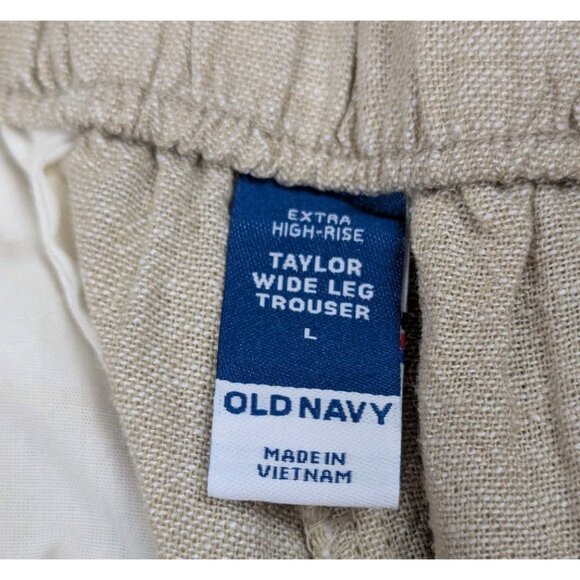 EXTRA
HIGH-RISE
TAYLOR
WIDE LEG
TROUSER
L
OLD NAVY
MADE IN
VIETNAM